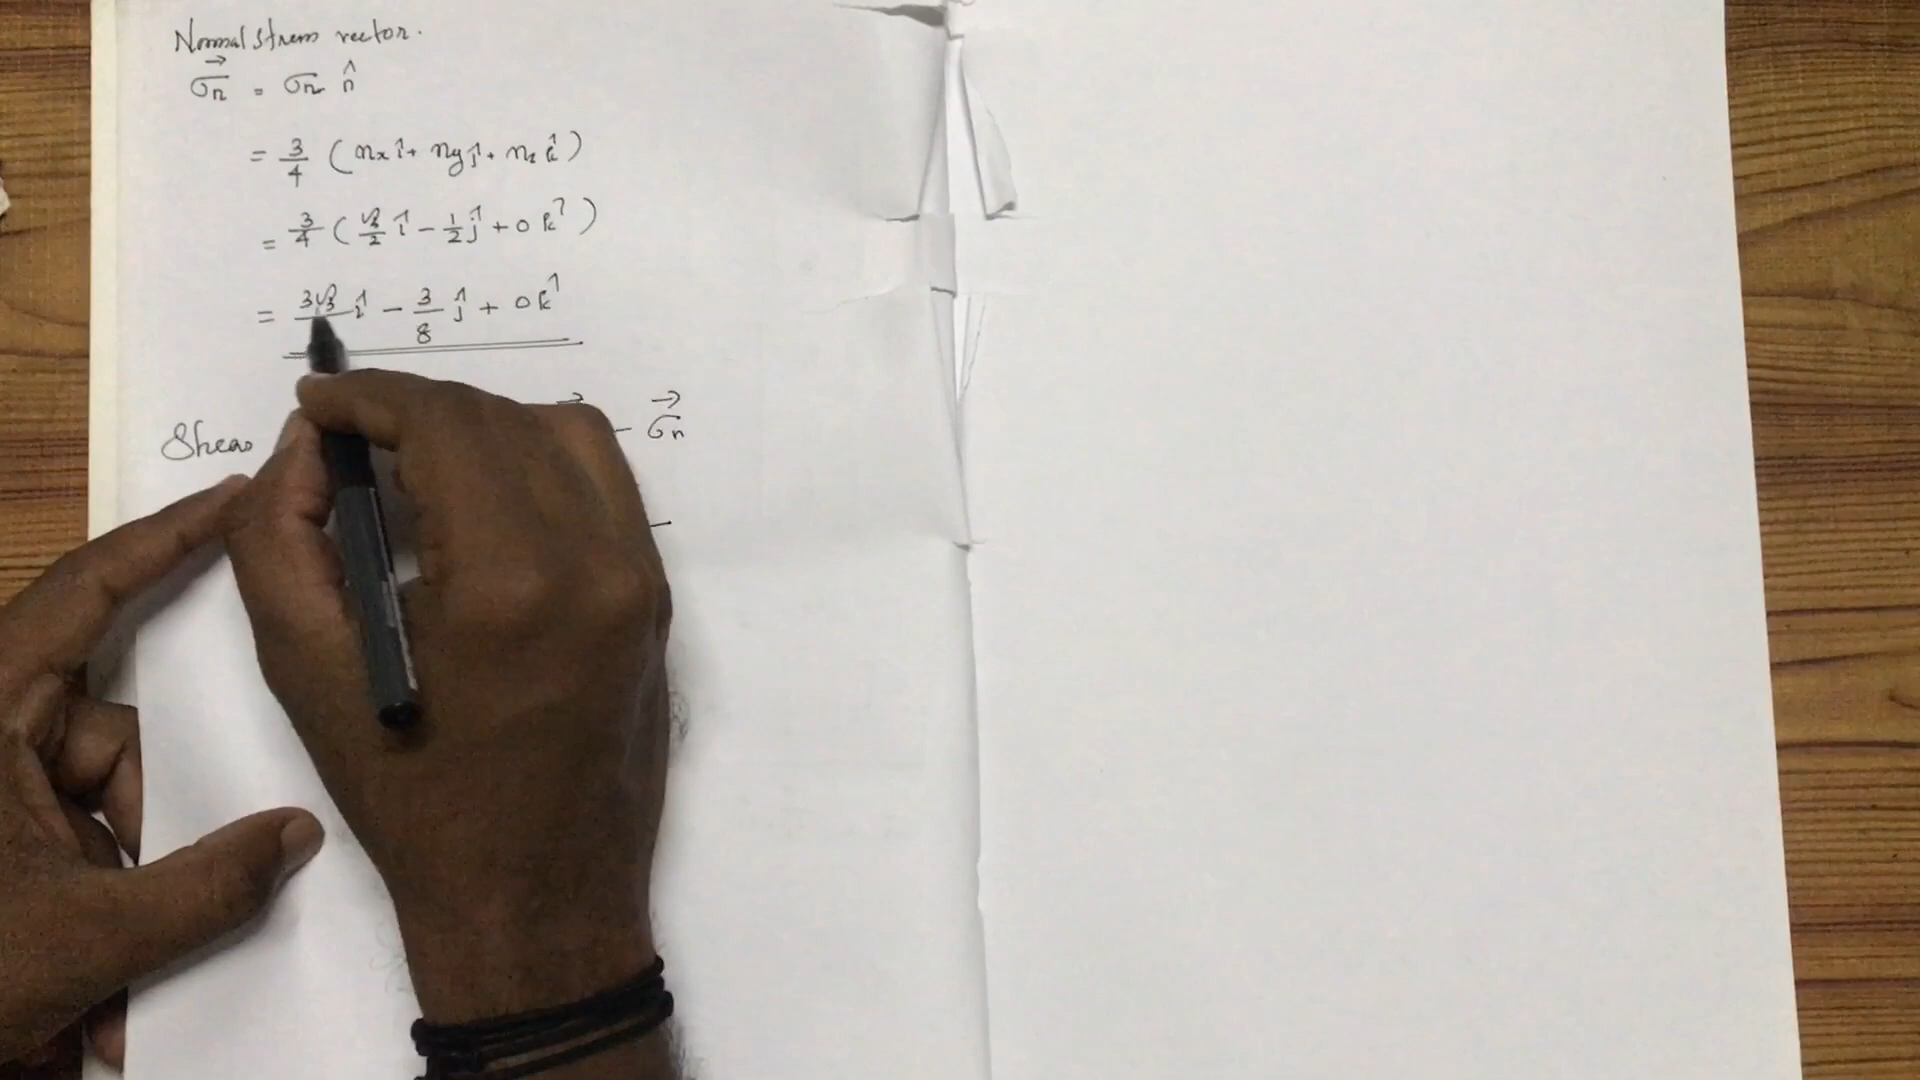 Normal stress vector.
→σn = σn n̂
= 3/4 (nx î + ny ĵ + nz k̂)
= 3/4 (√3/2 î - 1/2 ĵ + 0 k̂)
= 3√3 î - 3/8 ĵ + 0 k̂
Shear - →σn